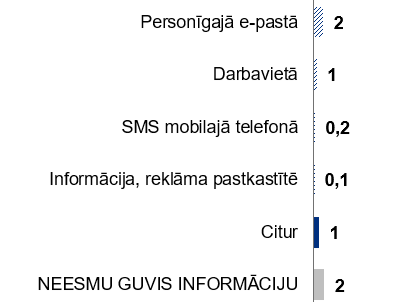 Personīgajā e-pastā 2
Darbavietā 1
SMS mobilajā telefonā 0,2
Informācija, reklāma pastkastītē 0,1
Citur 1
NEESMU GUVIS INFORMĀCIJU 2